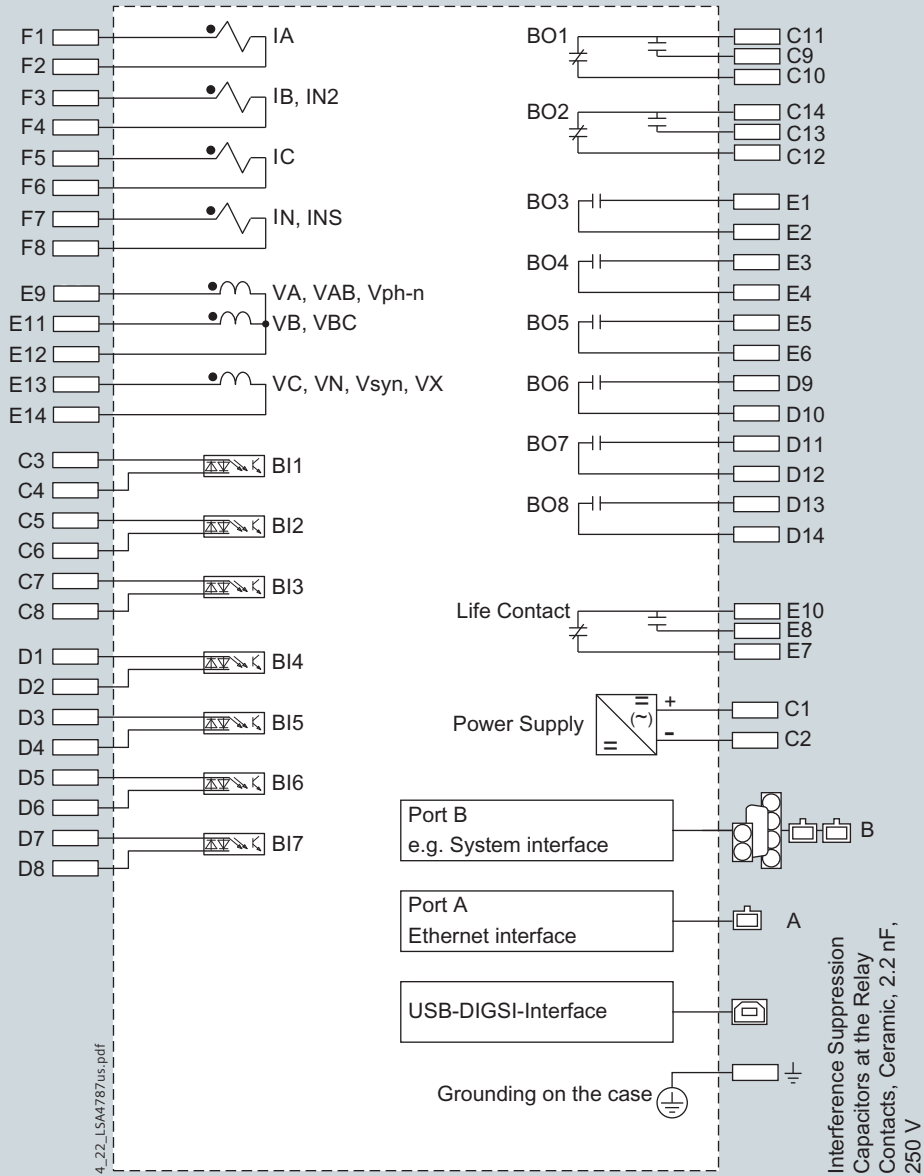 F1
F2
IA
F3
F4
IB, IN2
F5
F6
IC
F7
F8
IN, INS
E9
VA, VAB, Vph-n
E11
VB, VBC
E12
E13
VC, VN, Vsyn, VX
E14
C3
C4
BI1
C5
C6
BI2
C7
C8
BI3
D1
D2
BI4
D3
D4
BI5
D5
D6
BI6
D7
D8
BI7
BO1
C11
C9
C10
BO2
C14
C13
C12
BO3
E1
E2
BO4
E3
E4
BO5
E5
E6
BO6
D9
D10
BO7
D11
D12
BO8
D13
D14
Life Contact
E10
E8
E7
Power Supply
=
(~)
=
+
-
C1
C2
Port B
e.g. System interface
B
Port A
Ethernet interface
A
USB-DIGSI-Interface
Grounding on the case
Interference Suppression
Capacitors at the Relay
Contacts, Ceramic, 2.2 nF,
250 V
4_22_LSA4787us.pdf